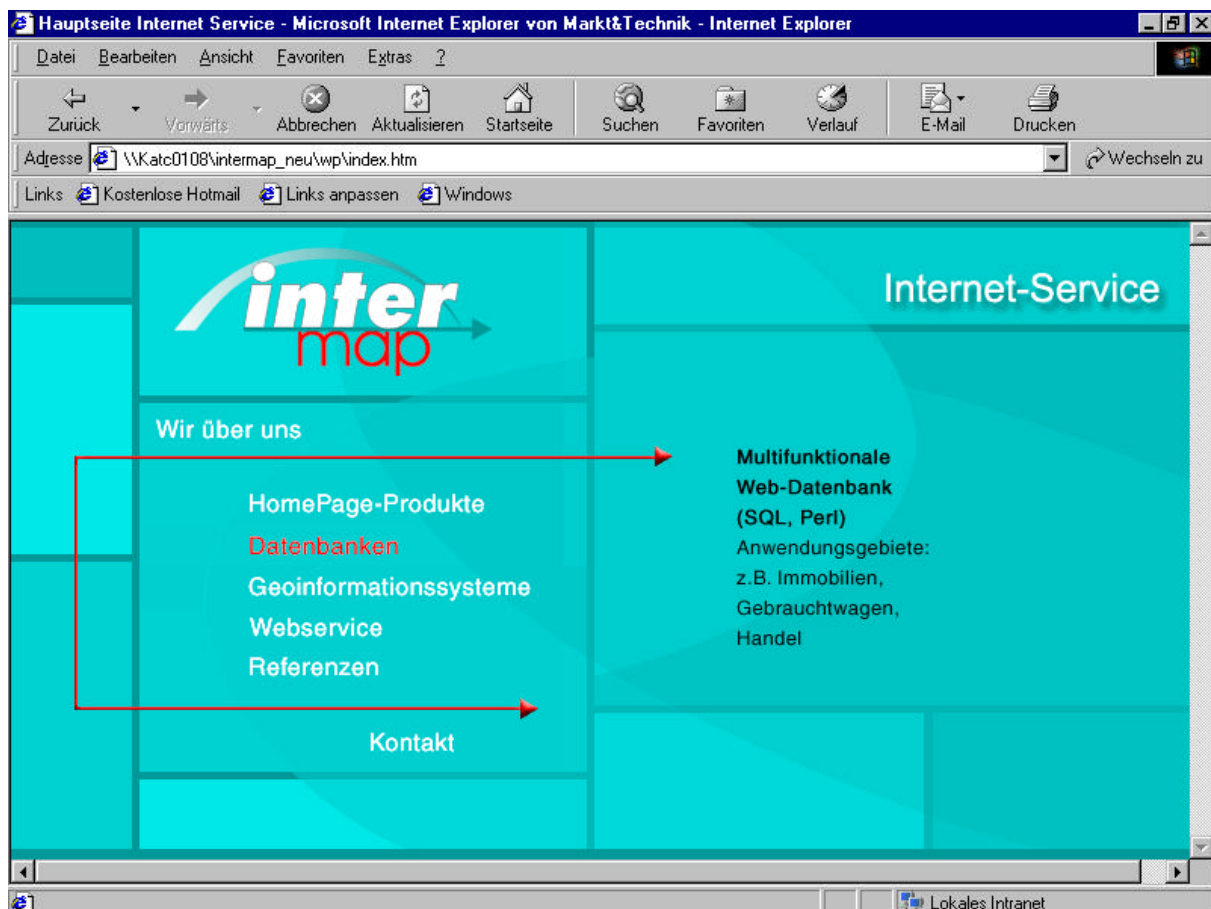 Hauptseite Internet Service - Microsoft Internet Explorer von Markt&Technik - Internet Explorer
Datei Bearbeiten Ansicht Favoriten Extras ?
Zurück Vorwärts Abbrechen Aktualisieren Startseite Suchen Favoriten Verlauf E-Mail Drucken
Adresse \\Katc0108\intermap_neu\wp\index.htm Wechseln zu
Links Kostenlose Hotmail Links anpassen Windows
inter
map
Internet-Service
Wir über uns
HomePage-Produkte
Datenbanken
Geoinformationssysteme
Webservice
Referenzen
Kontakt
Multifunktionale
Web-Datenbank
(SQL, Perl)
Anwendungsgebiete:
z.B. Immobilien,
Gebrauchtwagen,
Handel
Lokales Intranet